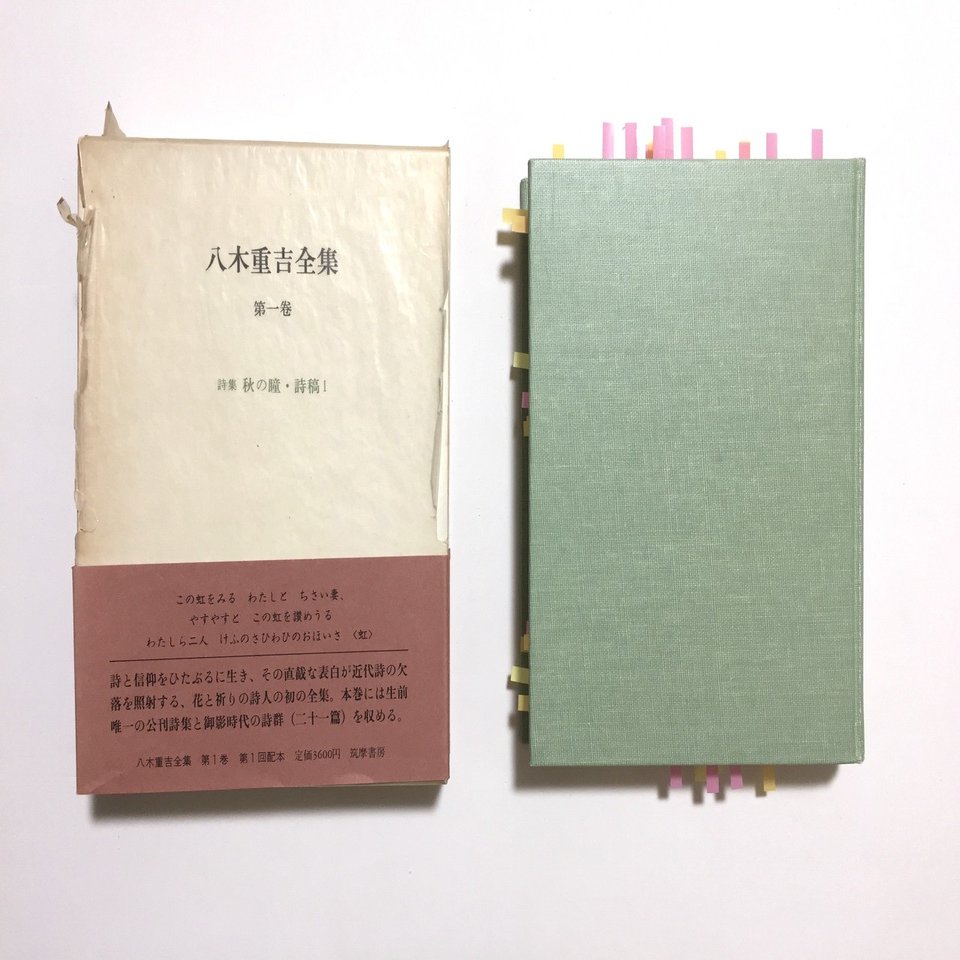 八木重吉全集
第一巻
詩集 秋の瞳・詩稿I
この虹をみる わたしと ちさい妻、
やすやすと この虹を讃めうる
わたしら二人 けふのさひわひのおほいさ 〈虹〉
詩と信仰をひたぶるに生き、その直截な表白が近代詩の欠
落を照射する、花と祈りの詩人の初の全集。本巻には生前
唯一の公刊詩集と御影時代の詩群（二十一篇）を収める。
八木重吉全集 第1巻 第1回配本 定価3600円 筑摩書房